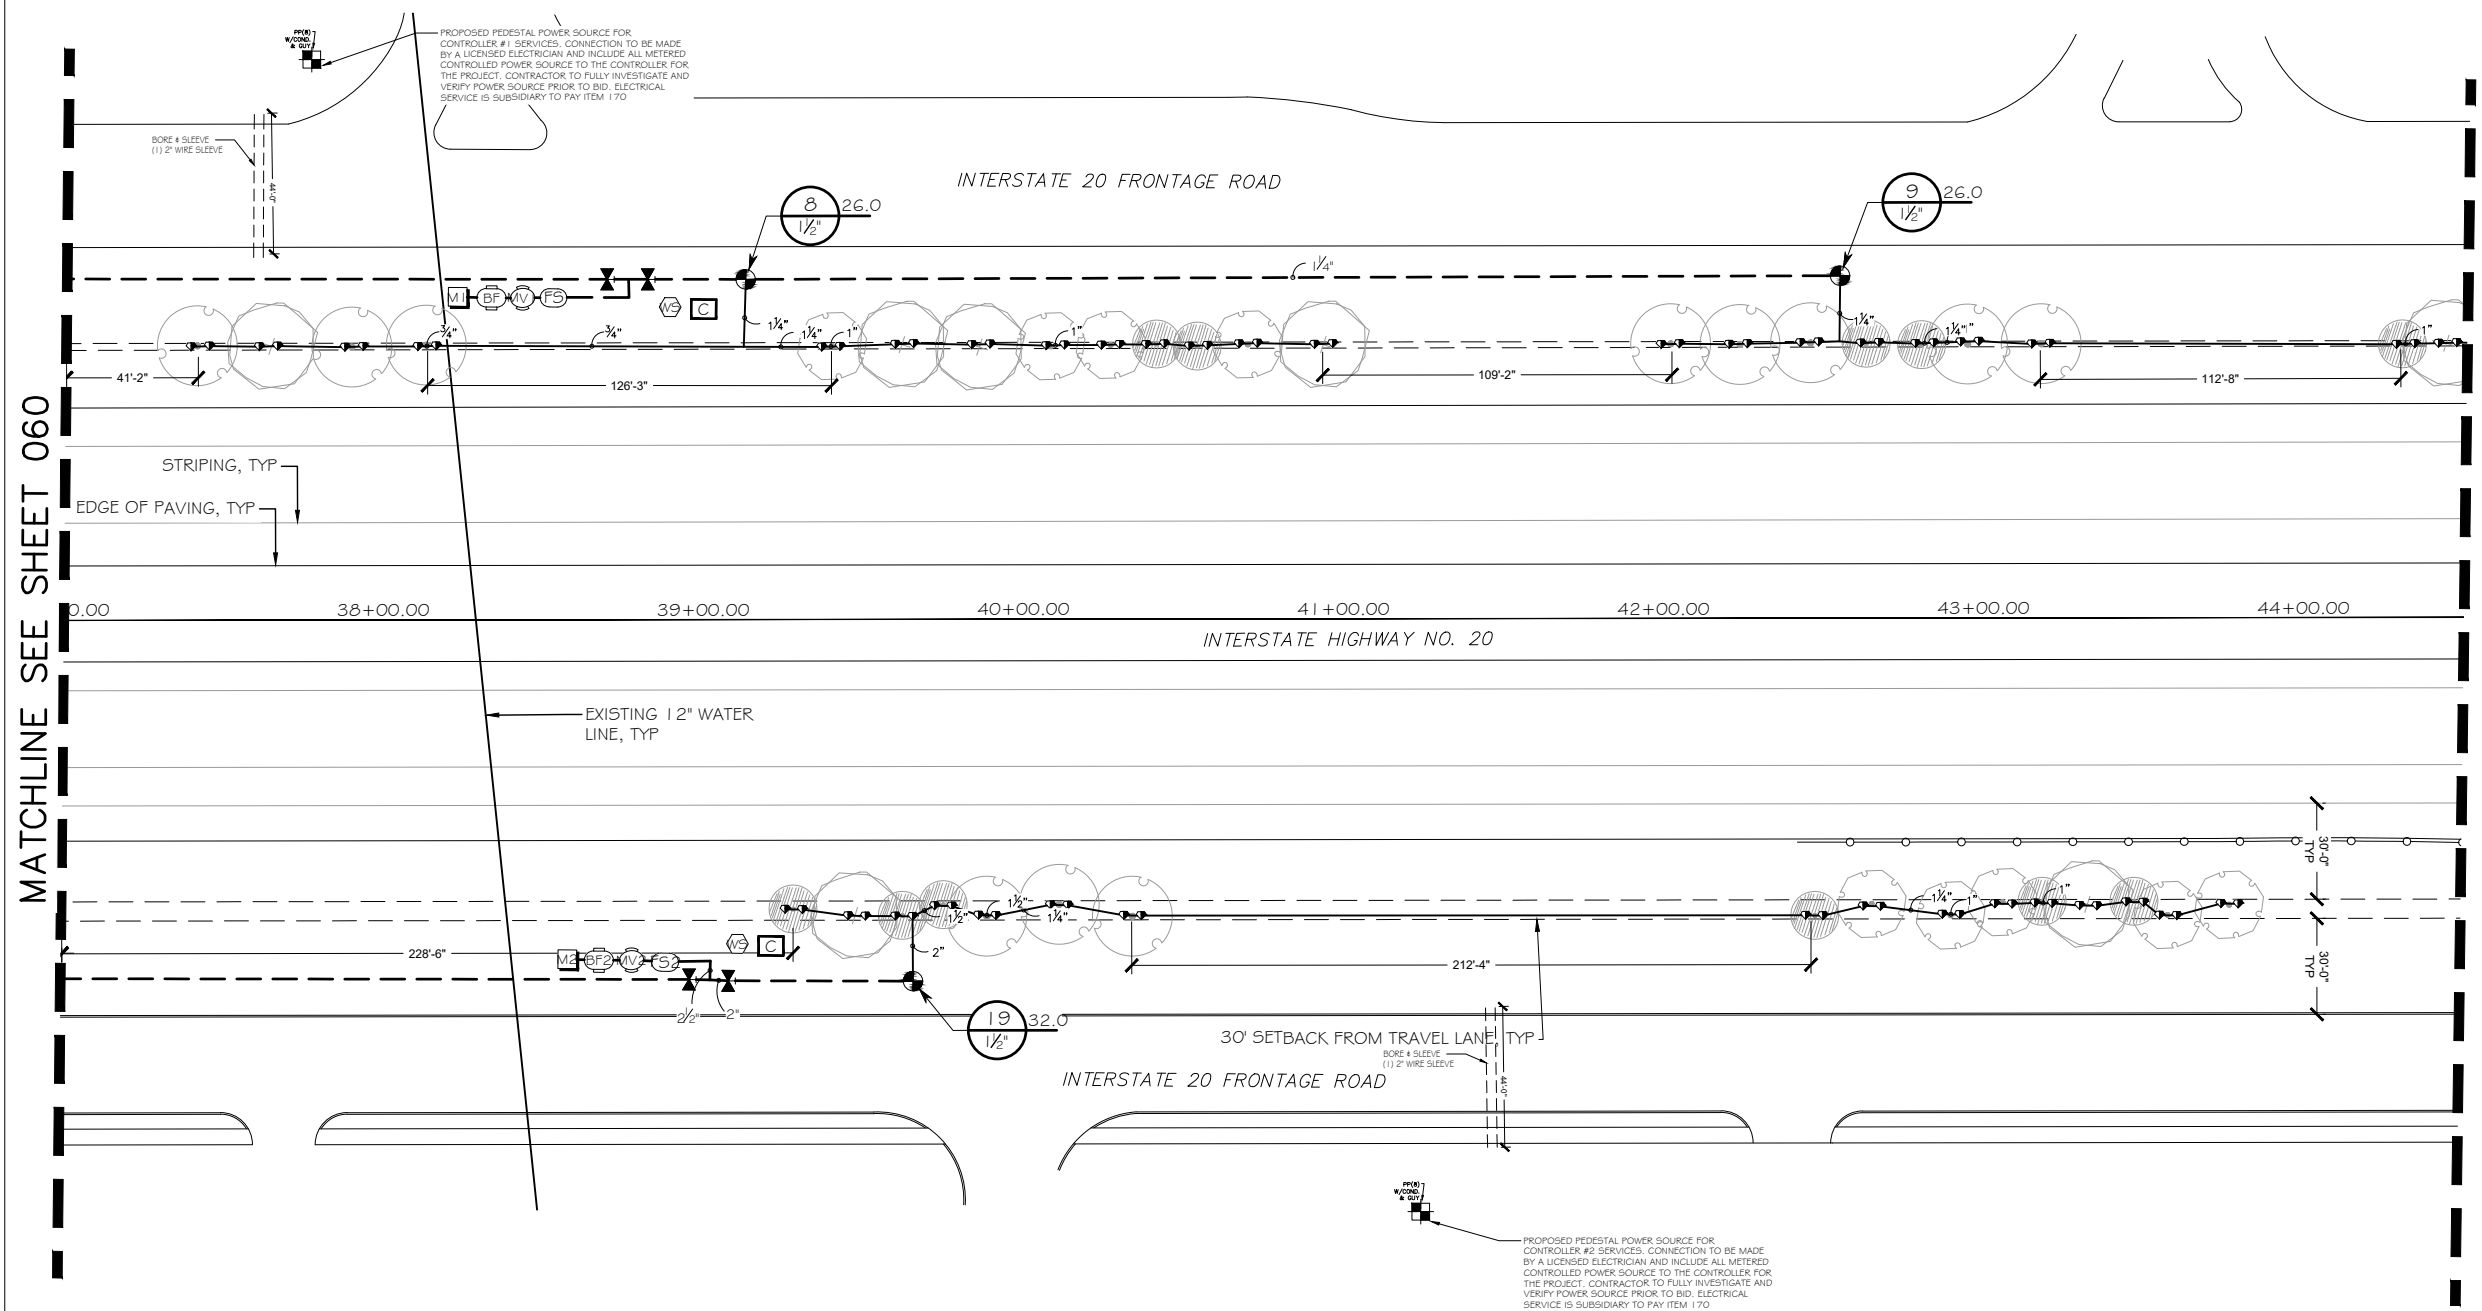 PP(8)
W/COND.
& GUY
PROPOSED PEDESTAL POWER SOURCE FOR
CONTROLLER #1 SERVICES. CONNECTION TO BE MADE
BY A LICENSED ELECTRICIAN AND INCLUDE ALL METERED
CONTROLLED POWER SOURCE TO THE CONTROLLER FOR
THE PROJECT. CONTRACTOR TO FULLY INVESTIGATE AND
VERIFY POWER SOURCE PRIOR TO BID. ELECTRICAL
SERVICE IS SUBSIDIARY TO PAY ITEM 170
BORE & SLEEVE
(1) 2" WIRE SLEEVE
44'-0"
INTERSTATE 20 FRONTAGE ROAD
8 26.0
1½"
9 26.0
1½"
1¼"
M1 BF MV FS
WS C
¾"
¾"
1¼"
1¼"
1"
1"
1¼"
1¼"
1"
1"
41'-2"
126'-3"
109'-2"
112'-8"
MATCHLINE SEE SHEET 060
STRIPING, TYP
EDGE OF PAVING, TYP
0.00 38+00.00 39+00.00 40+00.00 41+00.00 42+00.00 43+00.00 44+00.00
INTERSTATE HIGHWAY NO. 20
EXISTING 12" WATER
LINE, TYP
30'-0"
TYP
1½"
1½"
1¼"
1¼"
1"
1"
2"
WS C
228'-6"
M2 BF2 MV2 FS2
212'-4"
30'-0"
TYP
2½"
2"
19 32.0
1½"
30' SETBACK FROM TRAVEL LANE, TYP
BORE & SLEEVE
(1) 2" WIRE SLEEVE
44'-0"
INTERSTATE 20 FRONTAGE ROAD
PP(8)
W/COND.
& GUY
PROPOSED PEDESTAL POWER SOURCE FOR
CONTROLLER #2 SERVICES. CONNECTION TO BE MADE
BY A LICENSED ELECTRICIAN AND INCLUDE ALL METERED
CONTROLLED POWER SOURCE TO THE CONTROLLER FOR
THE PROJECT. CONTRACTOR TO FULLY INVESTIGATE AND
VERIFY POWER SOURCE PRIOR TO BID. ELECTRICAL
SERVICE IS SUBSIDIARY TO PAY ITEM 170